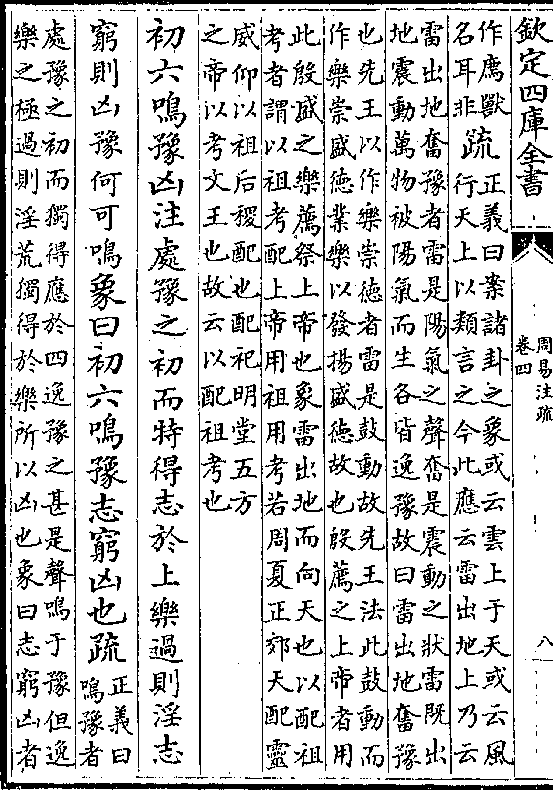 欽定四庫全書
周易注疏
卷四
八
作雁獸疏正義曰案諸卦之象或云雲上于天或云風
名耳非　行天上以類言之今此應云雷出地上乃云
雷出地奮豫者雷是陽氣之聲奮是震動之狀雷既出
地震動萬物被陽氣而生各皆逸豫故曰雷出地奮豫
也先王以作樂崇德者雷是鼓動故先王法此鼓動而
作樂崇盛德業樂以發揚盛德故也殷薦之上帝者用
此殷盛之樂薦祭上帝也象雷出地而向天也以配祖
考者謂以祖考配上帝用祖用考若周夏正郊天配靈
威仰以祖后稷配也配祀明堂五方
之帝以考文王也故云以配祖考也
初六鳴豫凶注處豫之初而特得志於上樂過則淫志
窮則凶豫何可鳴象曰初六鳴豫志窮凶也疏正義曰
鳴豫者
處豫之初而獨得應於四逸豫之甚是聲鳴于豫但逸
樂之極過則淫荒獨得於樂所以凶也象曰志窮凶者